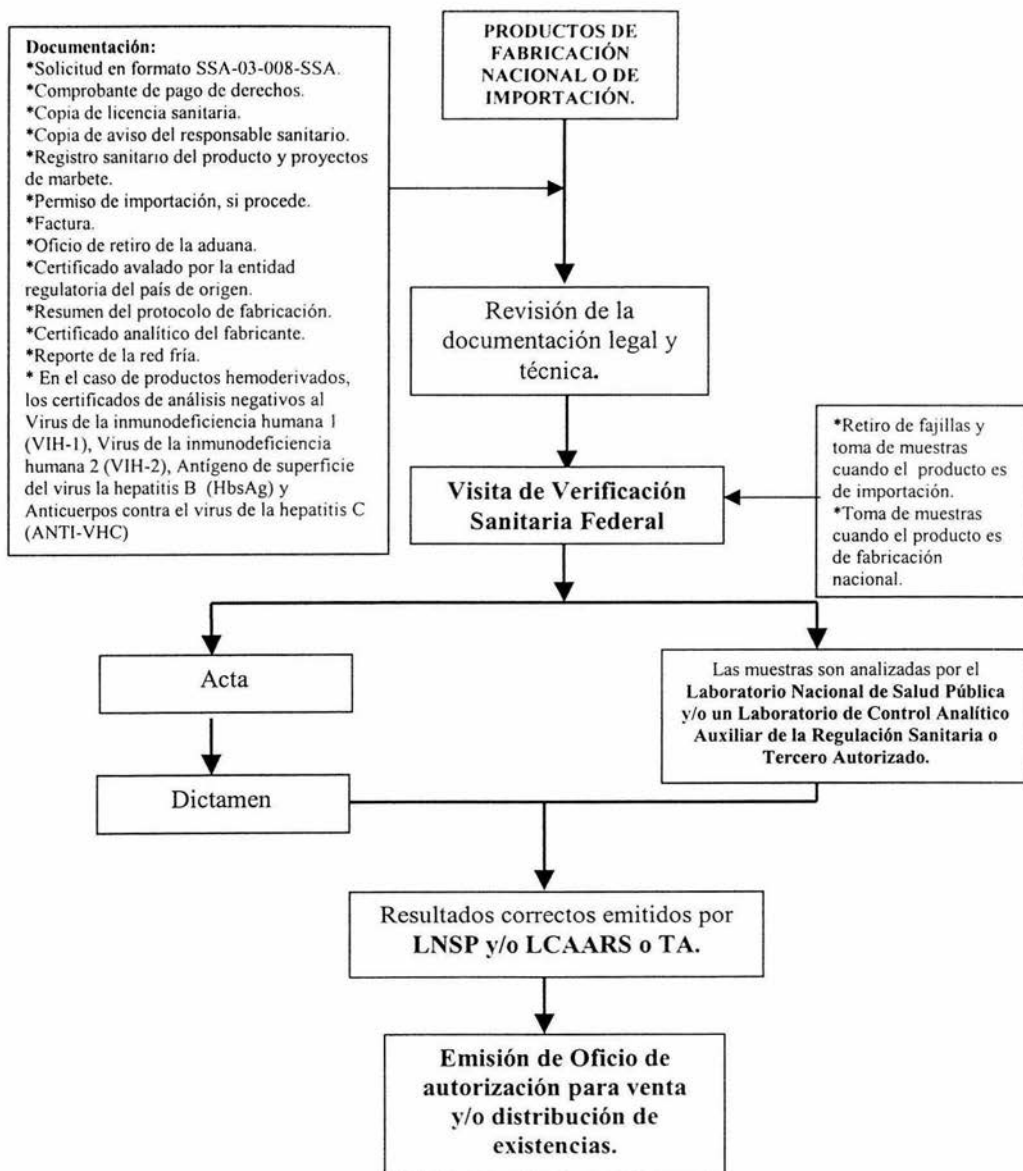 Documentación:
*Solicitud en formato SSA-03-008-SSA.
*Comprobante de pago de derechos.
*Copia de licencia sanitaria.
*Copia de aviso del responsable sanitario.
*Registro sanitario del producto y proyectos
de marbete.
*Permiso de importación, si procede.
*Factura.
*Oficio de retiro de la aduana.
*Certificado avalado por la entidad
regulatoria del país de origen.
*Resumen del protocolo de fabricación.
*Certificado analítico del fabricante.
*Reporte de la red fría.
* En el caso de productos hemoderivados,
los certificados de análisis negativos al
Virus de la inmunodeficiencia humana 1
(VIH-1), Virus de la inmunodeficiencia
humana 2 (VIH-2), Antígeno de superficie
del virus la hepatitis B (HbsAg) y
Anticuerpos contra el virus de la hepatitis C
(ANTI-VHC)
PRODUCTOS DE
FABRICACIÓN
NACIONAL O DE
IMPORTACIÓN.
Revisión de la
documentación legal y
técnica.
Visita de Verificación
Sanitaria Federal
*Retiro de fajillas y
toma de muestras
cuando el producto es
de importación.
*Toma de muestras
cuando el producto es
de fabricación
nacional.
Acta
Dictamen
Las muestras son analizadas por el
Laboratorio Nacional de Salud Pública
y/o un Laboratorio de Control Analítico
Auxiliar de la Regulación Sanitaria o
Tercero Autorizado.
Resultados correctos emitidos por
LNSP y/o LCAARS o TA.
Emisión de Oficio de
autorización para venta
y/o distribución de
existencias.